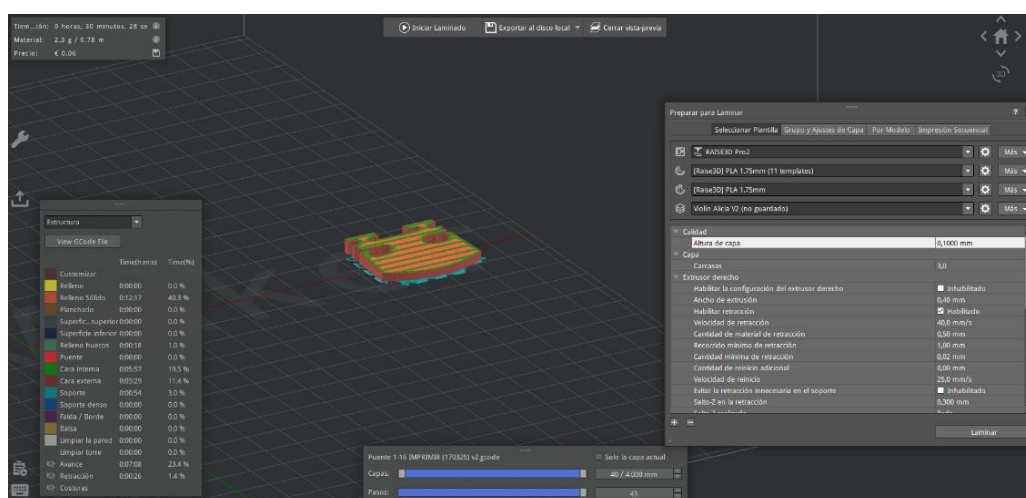 Tiem...ión: 0 horas, 30 minutos, 28 se
Material: 2.3 g / 0.78 m
Precio: € 0.06
Iniciar Laminado
Exportar al disco local
Cerrar vista-previa
3D
Estructura
View GCode File
Time(h:m:s) Time(%)
Customizar
Relleno 0:00:00 0.0 %
Relleno Sólido 0:12:17 40.3 %
Planchado 0:00:00 0.0 %
Superfic...superier 0:00:00 0.0 %
Superficie inferior 0:00:00 0.0 %
Relleno huecos 0:00:18 1.0 %
Puente 0:00:00 0.0 %
Cara interna 0:05:57 19.5 %
Cara externa 0:03:29 11.4 %
Soporte 0:00:54 3.0 %
Soporte denso 0:00:00 0.0 %
Falda / Borde 0:00:00 0.0 %
Balsa 0:00:00 0.0 %
Limpiar la pared 0:00:00 0.0 %
Limpiar torre 0:00:00 0.0 %
Avance 0:07:08 23.4 %
Retracción 0:00:26 1.4 %
Costuras
Preparar para Laminar ?
Seleccionar Plantilla Grupo y Ajustes de Capa Por Modelo Impresión Secuencial
RAISE3D Pro2 Más
[Raise3D] PLA 1,75mm (11 templates) Más
[Raise3D] PLA 1,75mm Más
Violin Alicia V2 (no guardado) Más
Calidad
Altura de capa 0,1000 mm
Capa
Carcasas 3,0
Extrusor derecho
Habilitar la configuración del extrusor derecho Inhabilitado
Ancho de extrusión 0,40 mm
Habilitar retracción Habilitado
Velocidad de retracción 40,0 mm/s
Cantidad de material de retracción 0,50 mm
Recorrido mínimo de retracción 1,00 mm
Cantidad mínima de retracción 0,02 mm
Cantidad de reinicio adicional 0,00 mm
Velocidad de reinicio 25,0 mm/s
Evitar la retracción innecesaria en el soporte Inhabilitado
Salto-Z en la retracción 0,300 mm
Laminar
Puente 1-16 IMPRIMIR (170325) v2.gcode Solo la capa actual
Capas: 40 / 4.000 mm
Pasos: 43